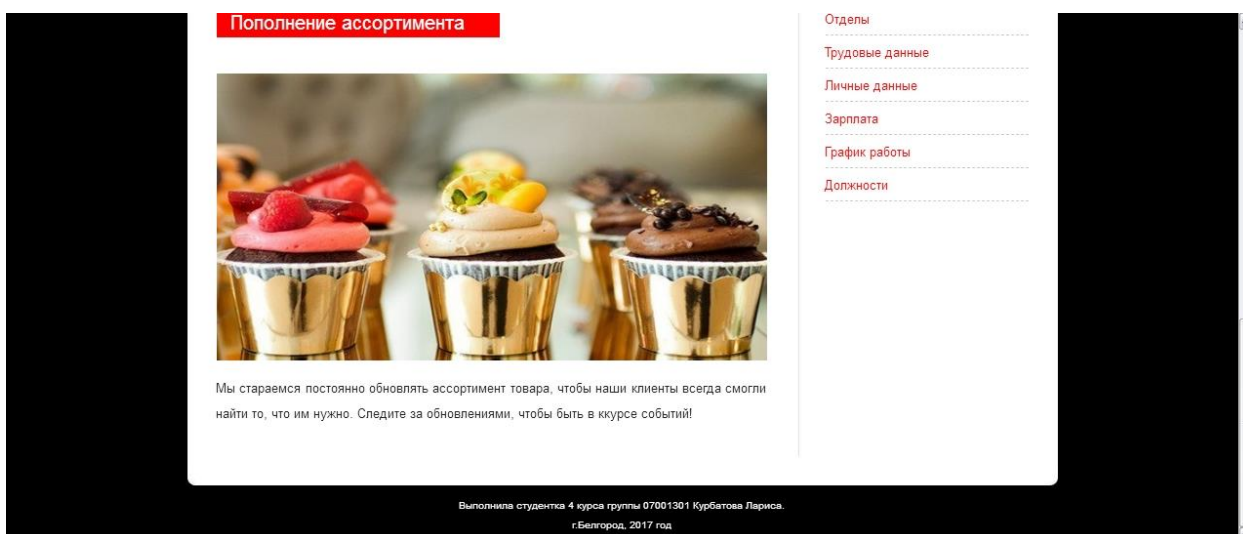 Пополнение ассортимента
Мы стараемся постоянно обновлять ассортимент товара, чтобы наши клиенты всегда смогли
найти то, что им нужно. Следите за обновлениями, чтобы быть в ккурсе событий!
Отделы
Трудовые данные
Личные данные
Зарплата
График работы
Должности
Выполнила студентка 4 курса группы 07001301 Курбатова Лариса.
г.Белгород, 2017 год